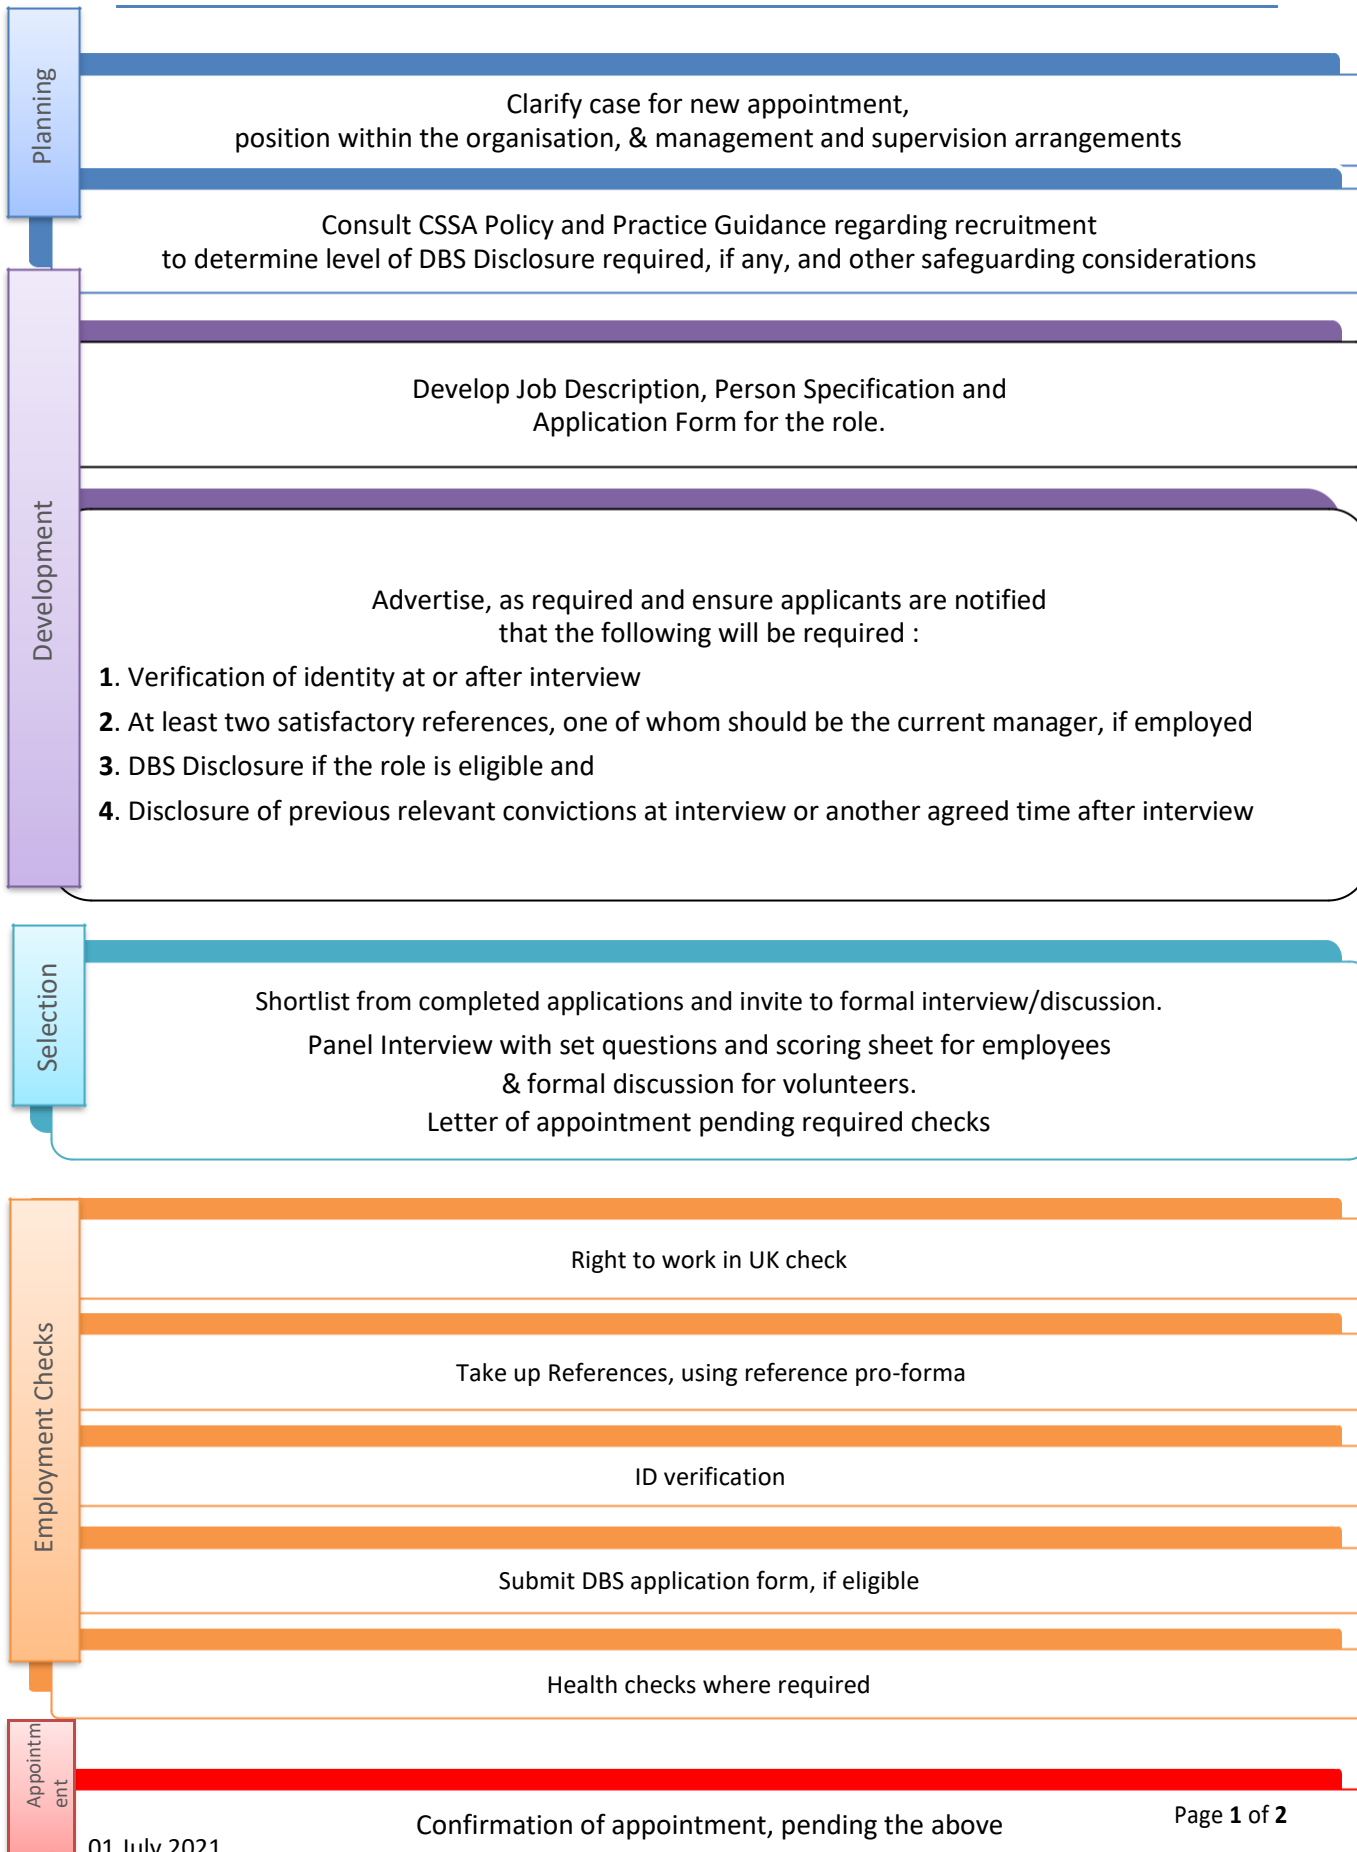 Planning
Clarify case for new appointment,
position within the organisation, & management and supervision arrangements
Consult CSSA Policy and Practice Guidance regarding recruitment
to determine level of DBS Disclosure required, if any, and other safeguarding considerations
Development
Develop Job Description, Person Specification and
Application Form for the role.
Advertise, as required and ensure applicants are notified
that the following will be required :
1. Verification of identity at or after interview
2. At least two satisfactory references, one of whom should be the current manager, if employed
3. DBS Disclosure if the role is eligible and
4. Disclosure of previous relevant convictions at interview or another agreed time after interview
Selection
Shortlist from completed applications and invite to formal interview/discussion.
Panel Interview with set questions and scoring sheet for employees
& formal discussion for volunteers.
Letter of appointment pending required checks
Employment Checks
Right to work in UK check
Take up References, using reference pro-forma
ID verification
Submit DBS application form, if eligible
Health checks where required
Appointm
ent
Confirmation of appointment, pending the above
Page 1 of 2
01 July 2021